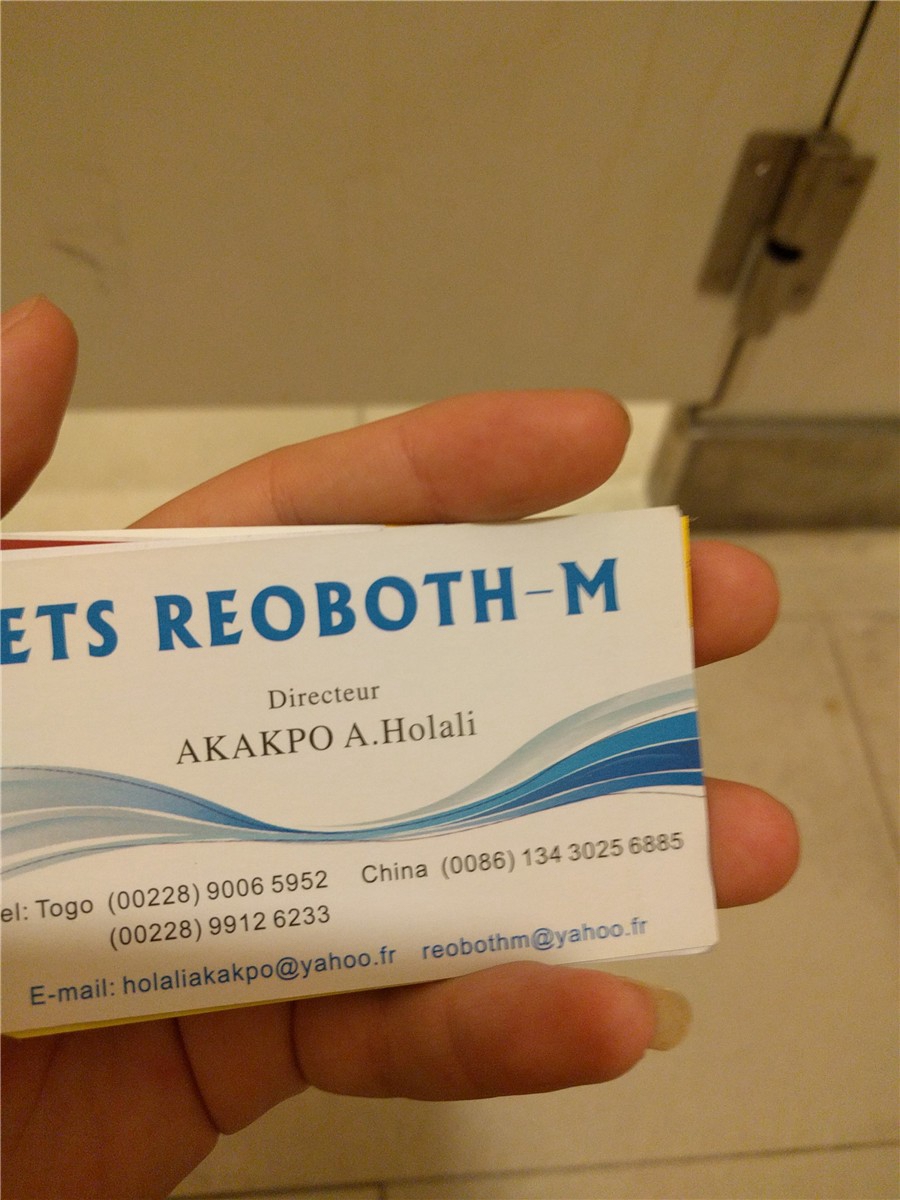 ETS REOBOTH-M
Directeur
AKAKPO A.Holali
el: Togo (00228) 9006 5952 China (0086) 134 3025 6885
(00228) 9912 6233
E-mail: holaliakakpo@yahoo.fr reobothm@yahoo.fr